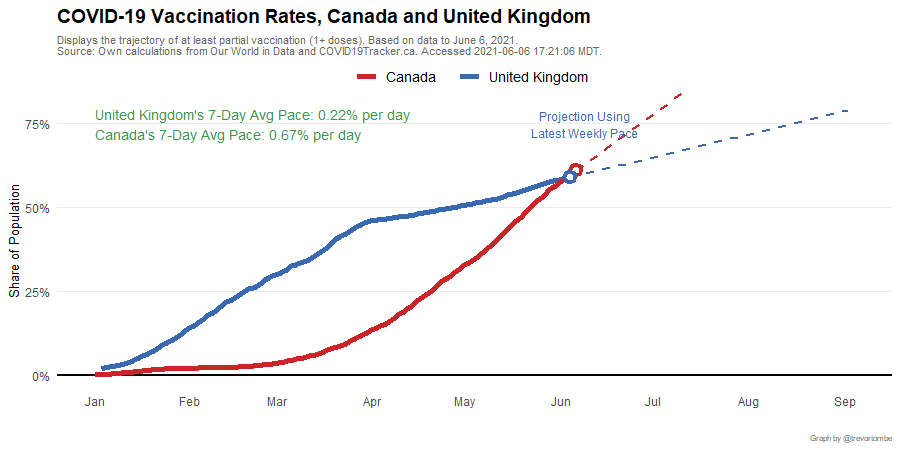 COVID-19 Vaccination Rates, Canada and United Kingdom
Displays the trajectory of at least partial vaccination (1+ doses). Based on data to June 6, 2021.
Source: Own calculations from Our World in Data and COVID19Tracker.ca. Accessed 2021-06-06 17:21:06 MDT.
Canada United Kingdom
United Kingdom's 7-Day Avg Pace: 0.22% per day
Canada's 7-Day Avg Pace: 0.67% per day
Projection Using
Latest Weekly Pace
Share of Population
75%
50%
25%
0%
Jan Feb Mar Apr May Jun Jul Aug Sep
Graph by @trevortombe